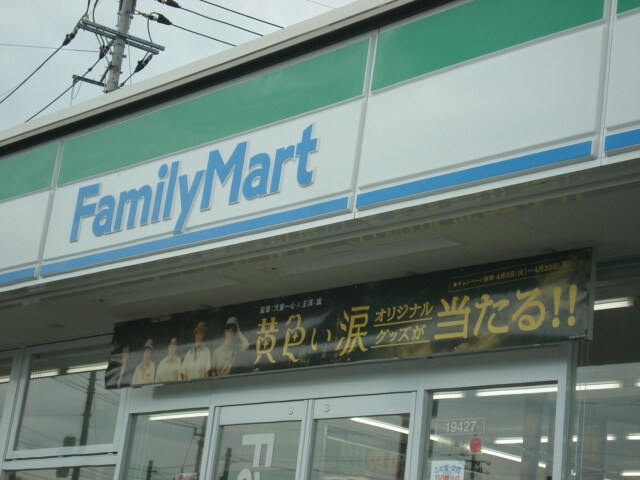 FamilyMart
監督:犬童一心×主演:嵐
黄色い涙
オリジナル
グッズが
当たる!!
19427